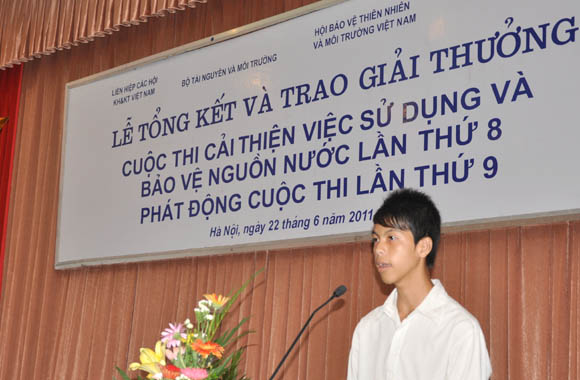 LIÊN HIỆP CÁC HỘI
KH&KT VIỆT NAM
BỘ TÀI NGUYÊN VÀ MÔI TRƯỜNG
HỘI BẢO VỆ THIÊN NHIÊN
VÀ MÔI TRƯỜNG VIỆT NAM
LỄ TỔNG KẾT VÀ TRAO GIẢI THƯỞNG
CUỘC THI CẢI THIỆN VIỆC SỬ DỤNG VÀ
BẢO VỆ NGUỒN NƯỚC LẦN THỨ 8
PHÁT ĐỘNG CUỘC THI LẦN THỨ 9
Hà Nội, ngày 22 tháng 6 năm 2011